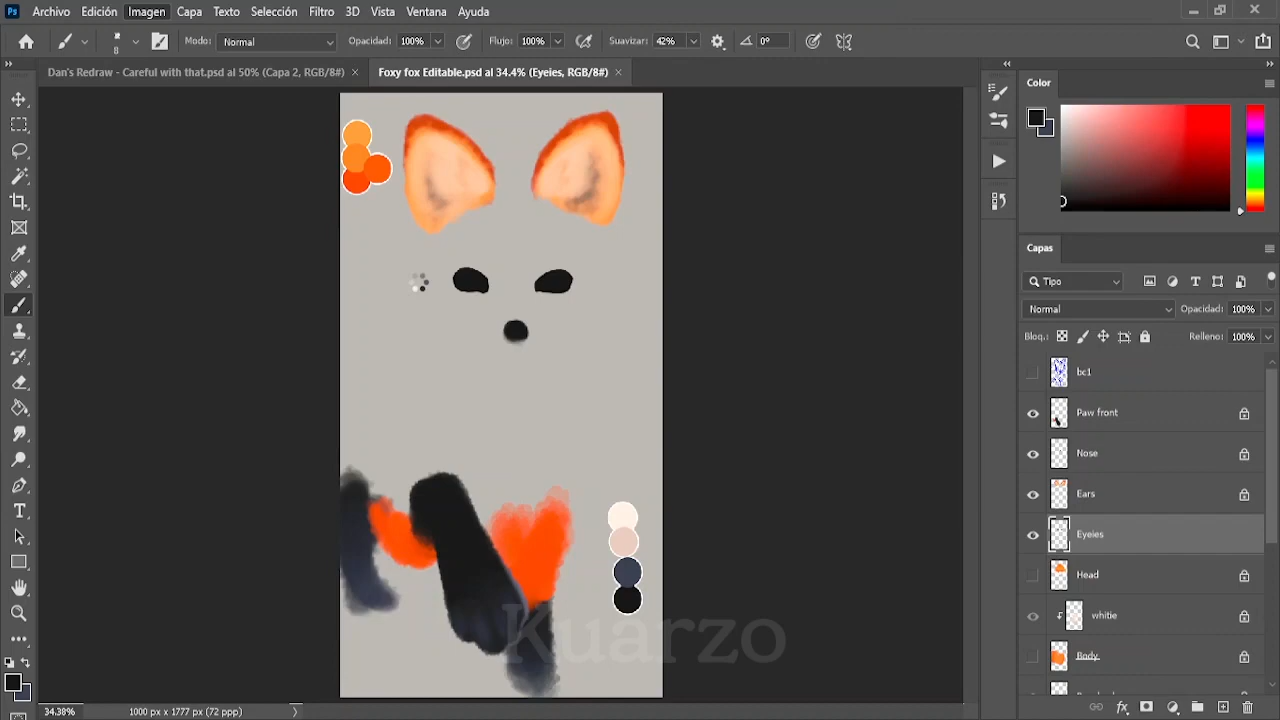 Ps Archivo Edición Imagen Capa Texto Selección Filtro 3D Vista Ventana Ayuda
8 Modo: Normal Opacidad: 100% Flujo: 100% Suavizar: 42% 0°
Dan's Redraw - Careful with that.psd al 50% (Capa 2, RGB/8#) × Foxy fox Editable.psd al 34.4% (Eyeies, RGB/8#) ×
Color
Capas
Tipo
Normal Opacidad: 100%
Bloq.: Relleno: 100%
bc1
Paw front
Nose
Ears
Eyeies
Head
whitie
Body
Kuarzo
34.38% 1000 px x 1777 px (72 ppp)